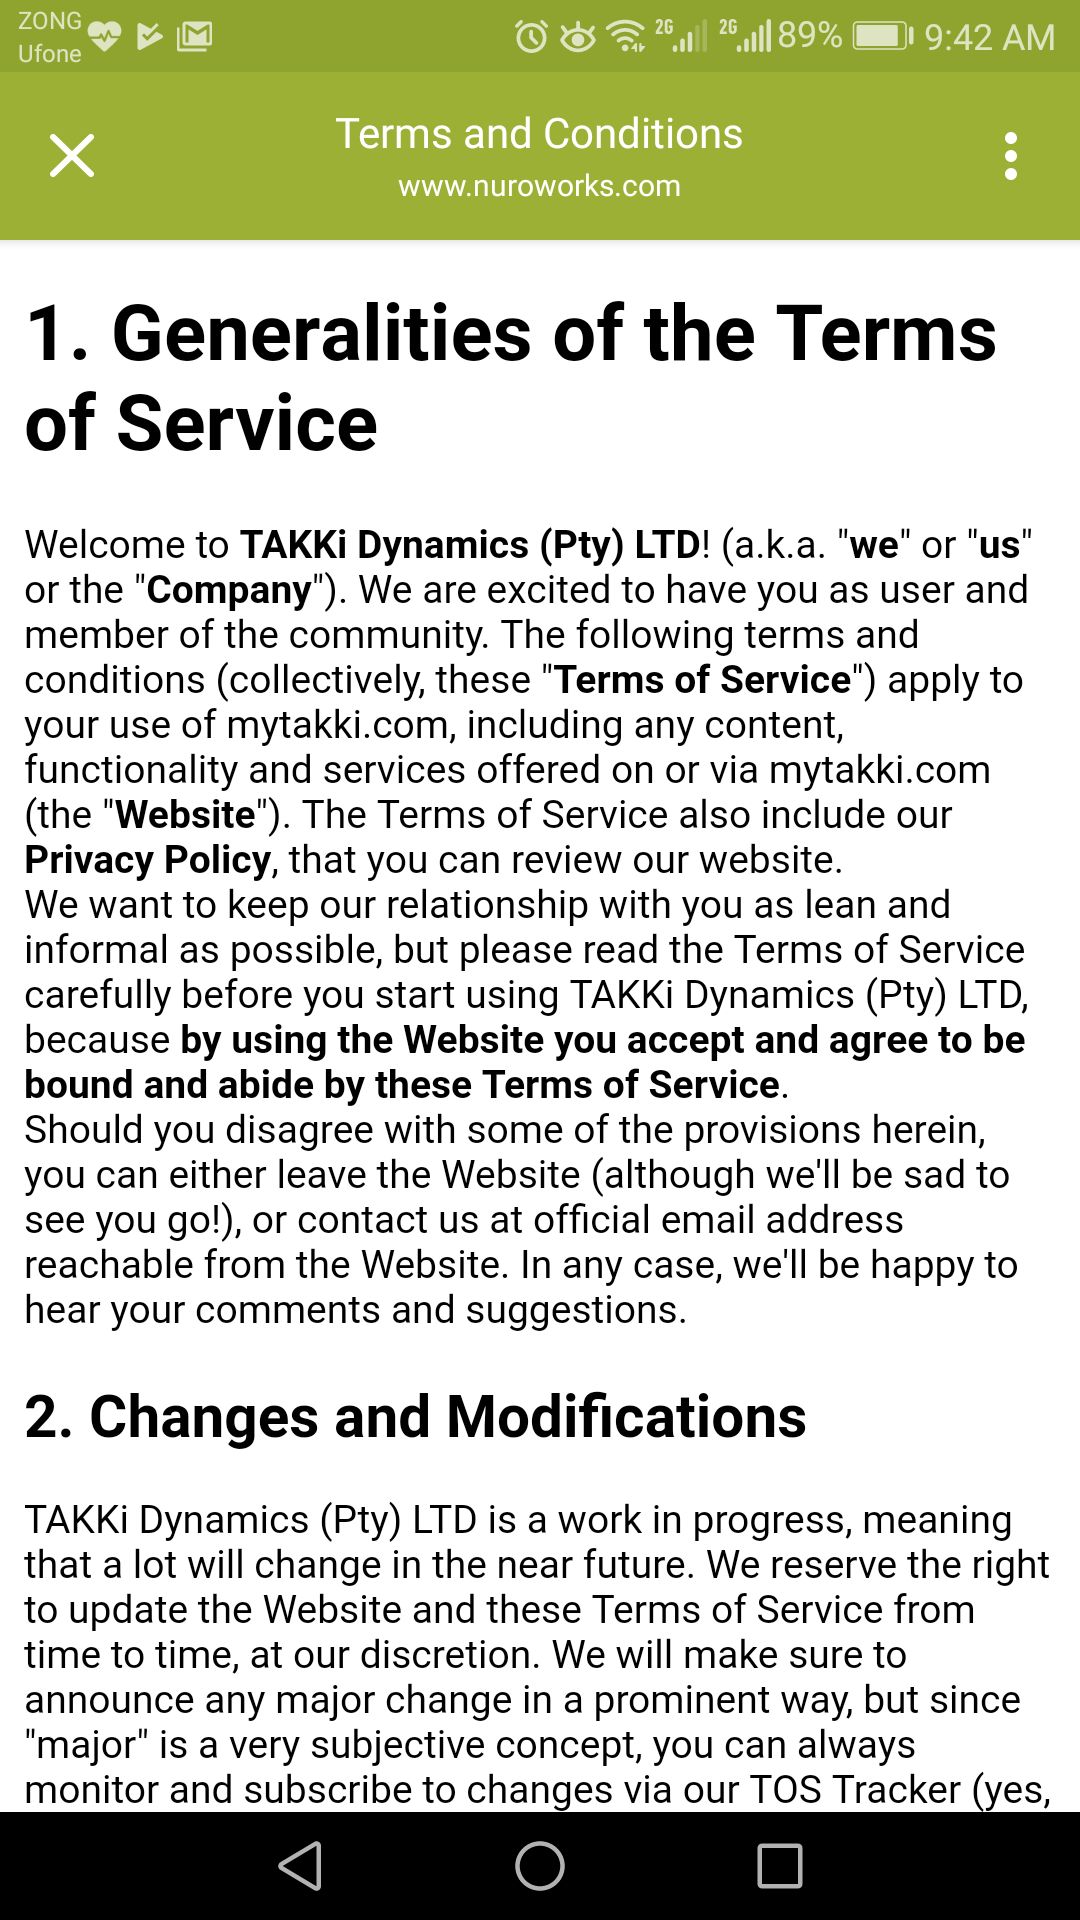 ZONG
Ufone
2G
2G
89%
9:42 AM
Terms and Conditions
www.nuroworks.com
1. Generalities of the Terms
of Service
Welcome to TAKKi Dynamics (Pty) LTD! (a.k.a. "we" or "us"
or the "Company"). We are excited to have you as user and
member of the community. The following terms and
conditions (collectively, these "Terms of Service") apply to
your use of mytakki.com, including any content,
functionality and services offered on or via mytakki.com
(the "Website"). The Terms of Service also include our
Privacy Policy, that you can review our website.
We want to keep our relationship with you as lean and
informal as possible, but please read the Terms of Service
carefully before you start using TAKKi Dynamics (Pty) LTD,
because by using the Website you accept and agree to be
bound and abide by these Terms of Service.
Should you disagree with some of the provisions herein,
you can either leave the Website (although we'll be sad to
see you go!), or contact us at official email address
reachable from the Website. In any case, we'll be happy to
hear your comments and suggestions.
2. Changes and Modifications
TAKKi Dynamics (Pty) LTD is a work in progress, meaning
that a lot will change in the near future. We reserve the right
to update the Website and these Terms of Service from
time to time, at our discretion. We will make sure to
announce any major change in a prominent way, but since
"major" is a very subjective concept, you can always
monitor and subscribe to changes via our TOS Tracker (yes,